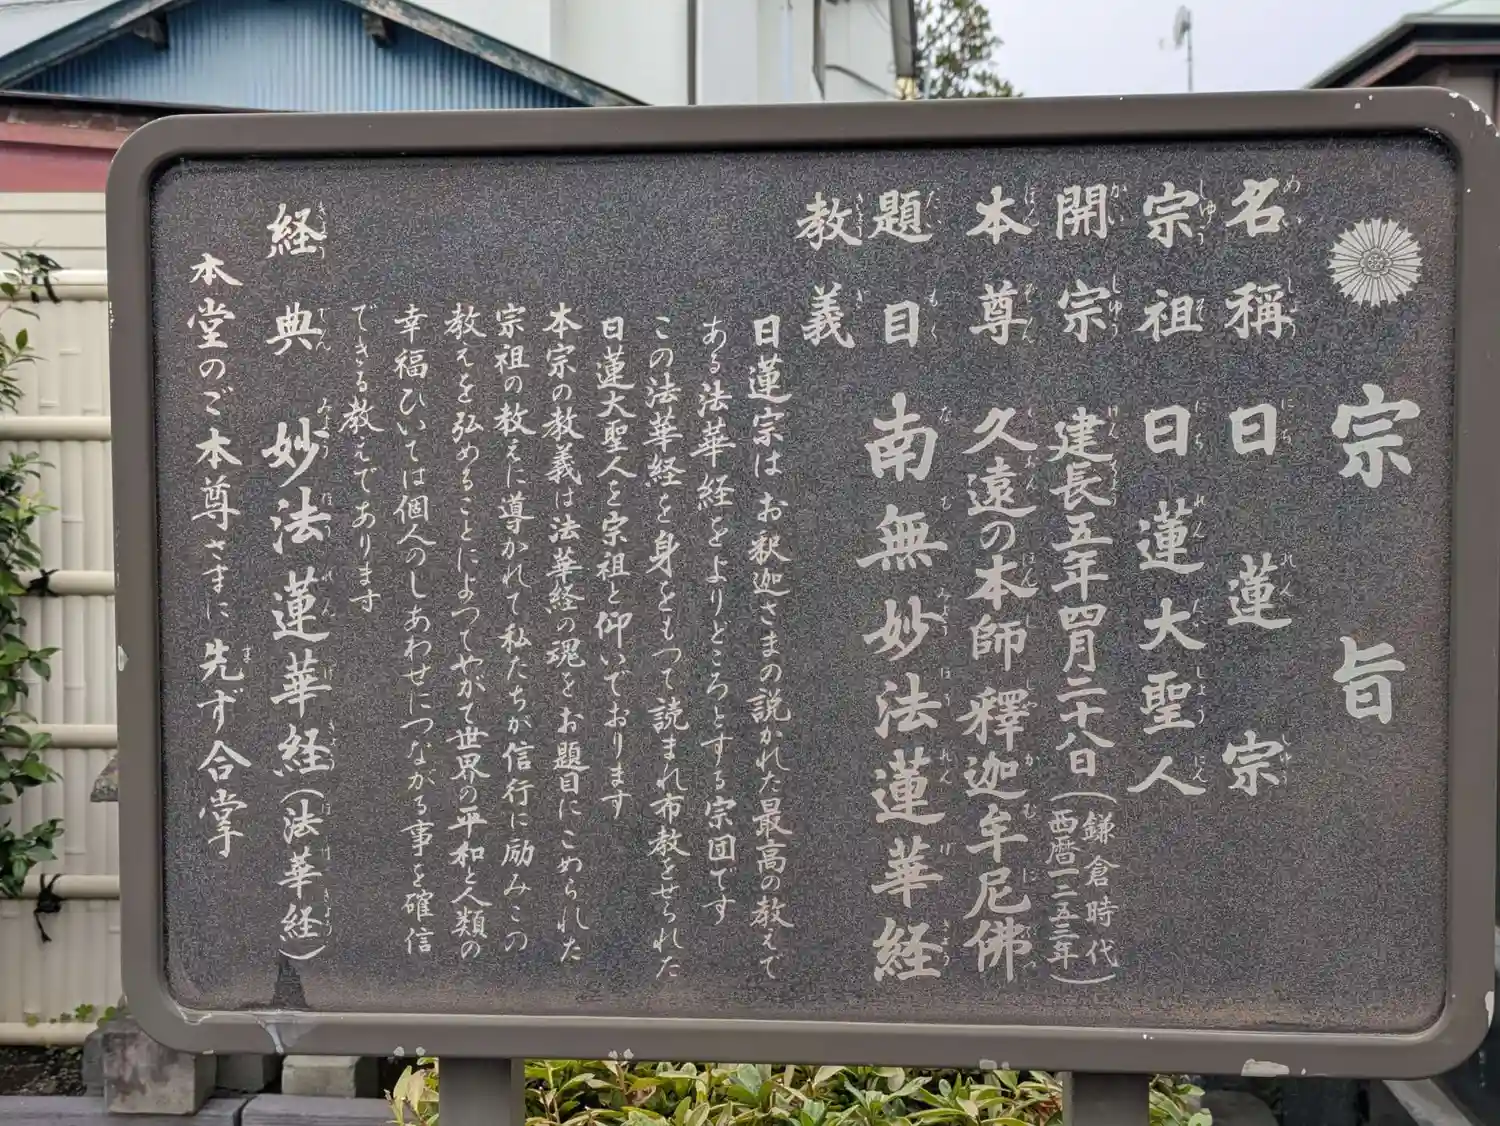 宗旨
名称 日蓮宗
宗祖 日蓮大聖人
開宗 建長五年四月二十八日(鎌倉時代 西暦一二五三年)
本尊 久遠の本師釋迦牟尼佛
題目 南無妙法蓮華経
教義
日蓮宗は お釈迦さまの説かれた最高の教えで
ある法華経をよりどころとする宗団です
この法華経を身をもって読まれ布教をせられた
日蓮大聖人を宗祖と仰いでおります
本宗の教義は法華経の魂をお題目にこめられた
宗祖の教えに導かれて私たちが信行に励みこの
教えを弘めることによってやがて世界の平和と人類の
幸福ひいては個人のしあわせにつながる事を確信
できる教えであります
経典 妙法蓮華経(法華経)
本堂のご本尊さまに先ず合掌